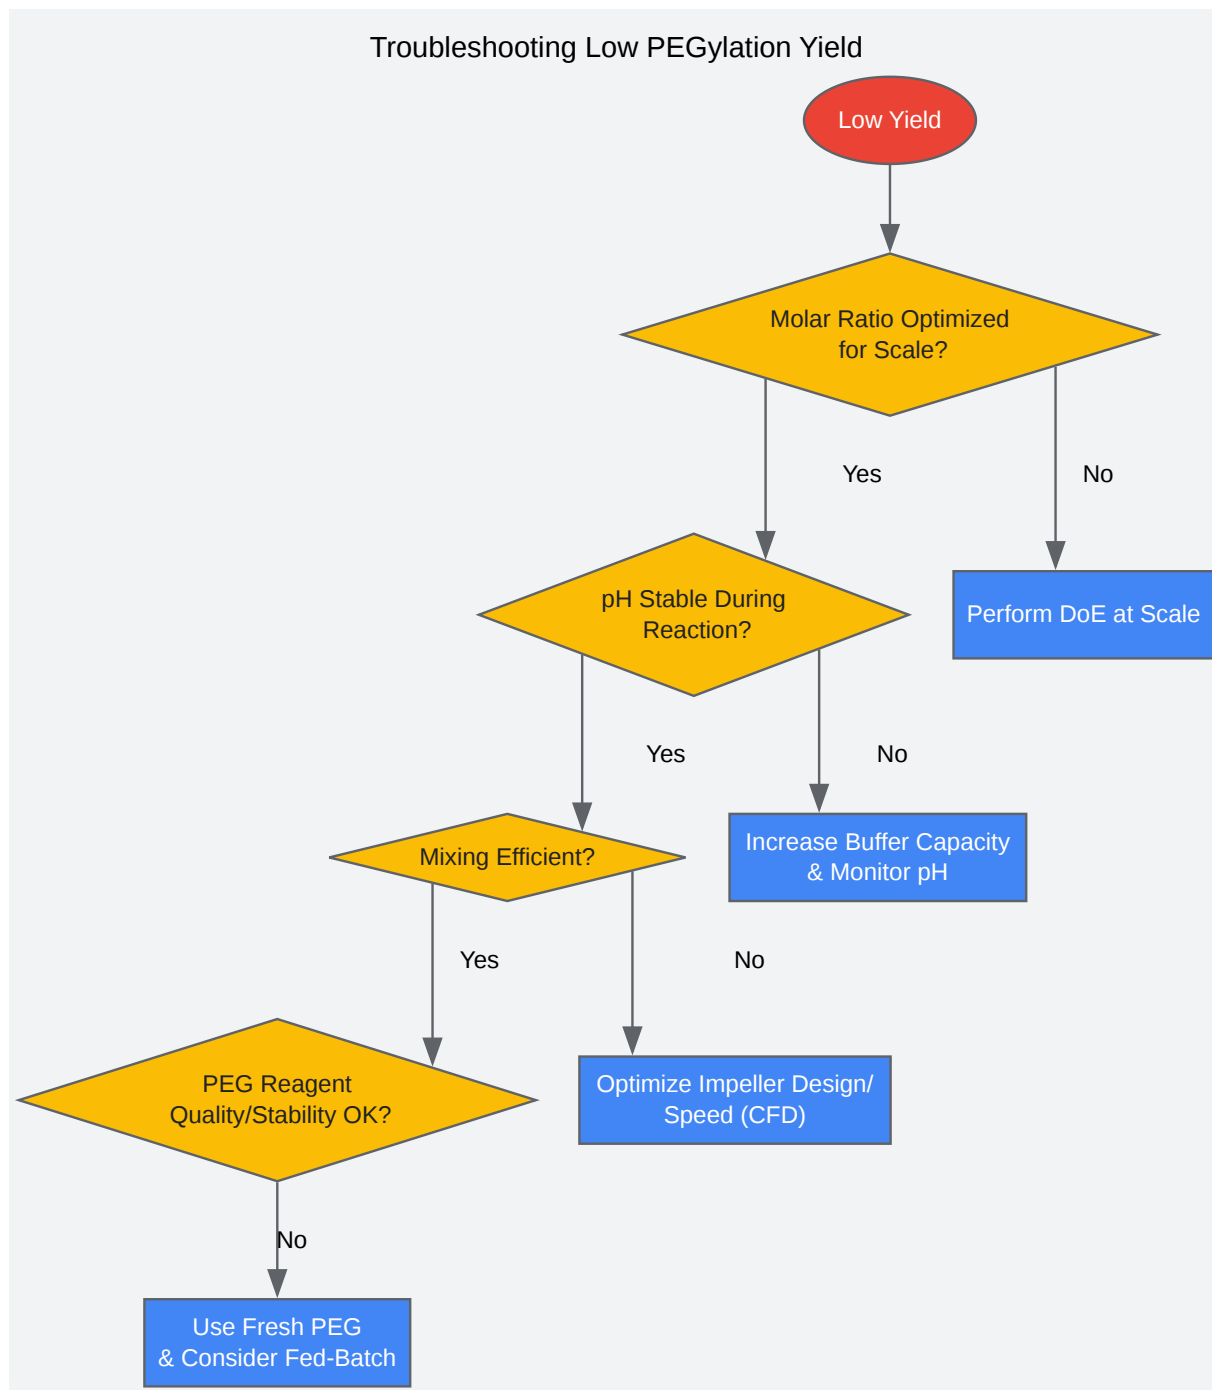 Troubleshooting Low PEGylation Yield
Low Yield
Molar Ratio Optimized
for Scale?
Yes
No
pH Stable During
Reaction?
Perform DoE at Scale
Yes
No
Mixing Efficient?
Increase Buffer Capacity
& Monitor pH
Yes
No
PEG Reagent
Quality/Stability OK?
Optimize Impeller Design/
Speed (CFD)
No
Use Fresh PEG
& Consider Fed-Batch